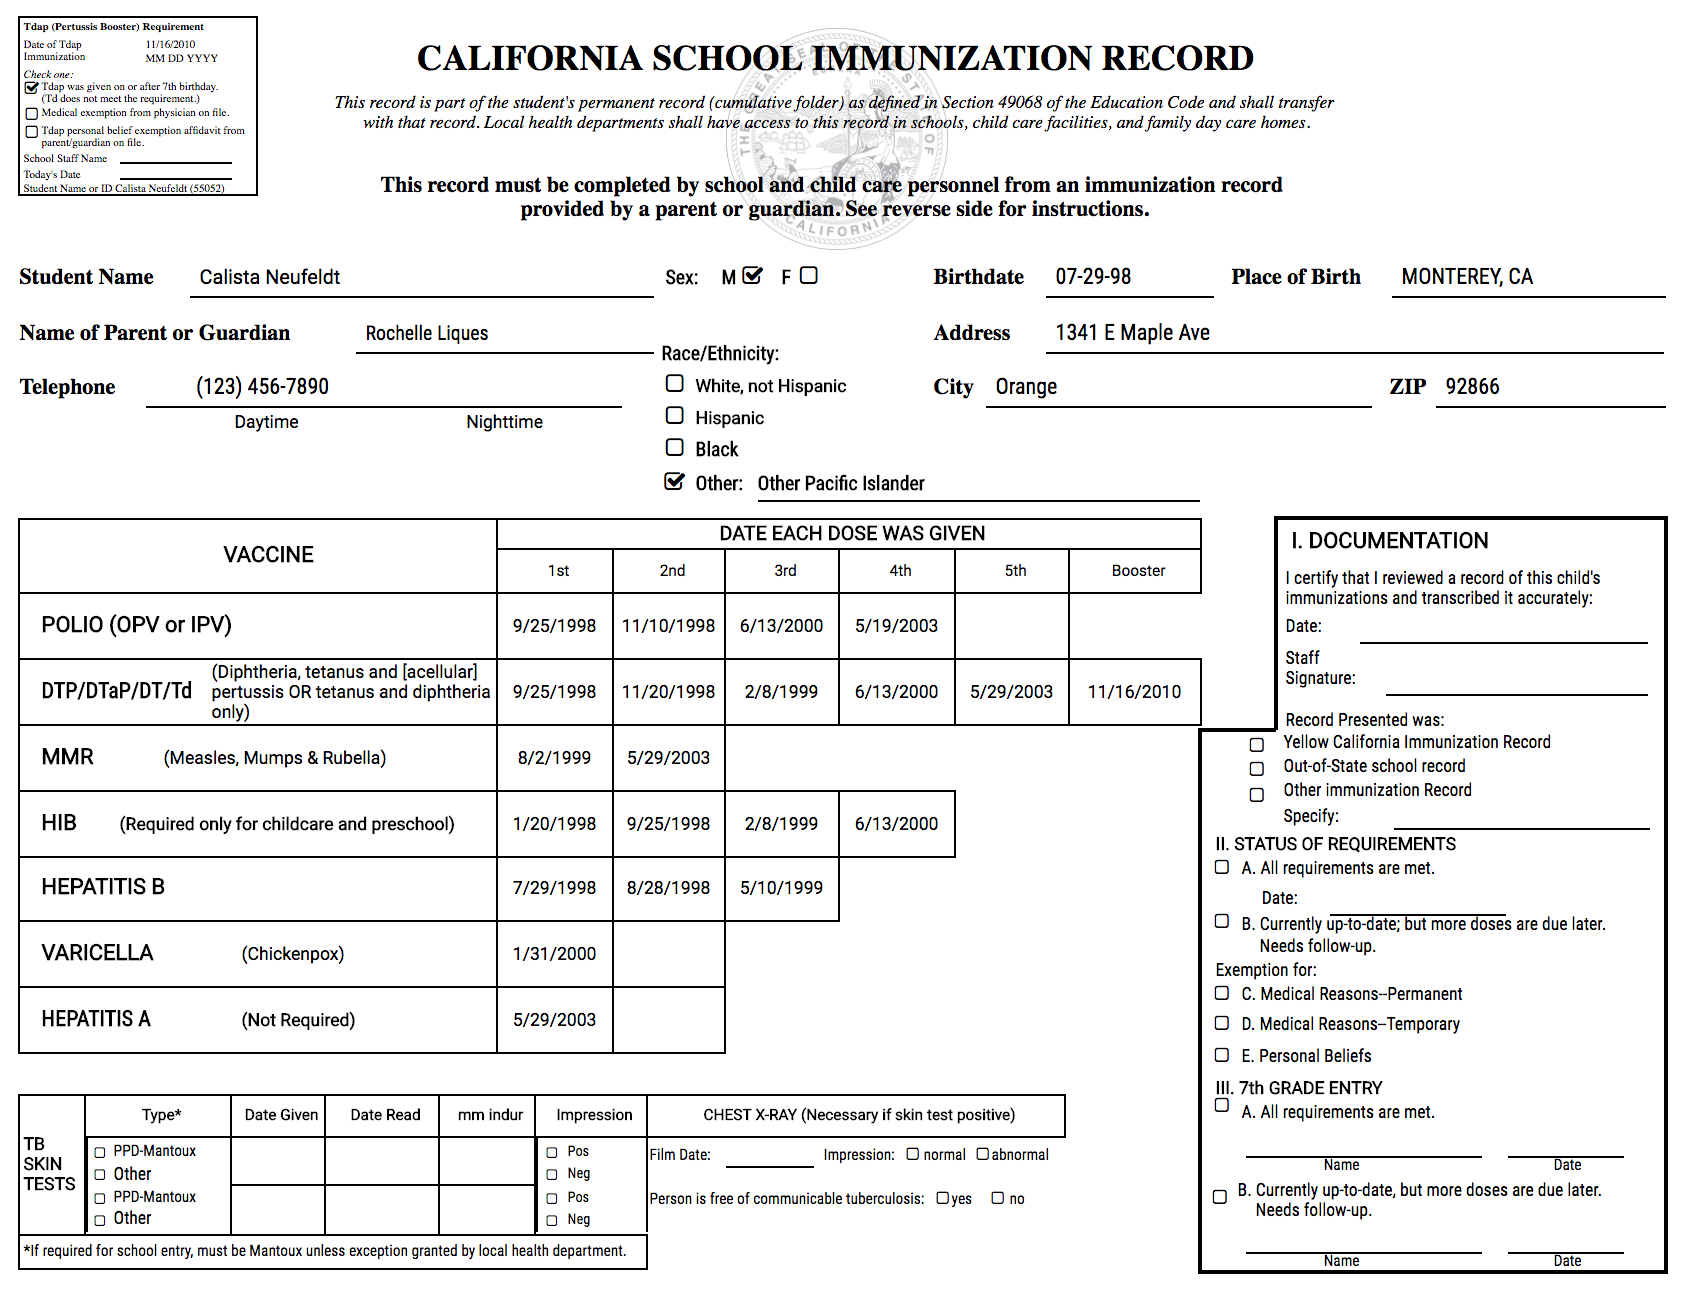 Tdap (Pertussis Booster) Requirement
Date of Tdap 11/16/2010
Immunization MM DD YYYY
Check one:
Tdap was given on or after 7th birthday.
(Td does not meet the requirement.)
Medical exemption from physician on file.
Tdap personal belief exemption affidavit from
parent/guardian on file.
School Staff Name
Today's Date
Student Name or ID Calista Neufeldt (55052)
CALIFORNIA SCHOOL IMMUNIZATION RECORD
This record is part of the student's permanent record (cumulative folder) as defined in Section 49068 of the Education Code and shall transfer
with that record. Local health departments shall have access to this record in schools, child care facilities, and family day care homes.
This record must be completed by school and child care personnel from an immunization record
provided by a parent or guardian. See reverse side for instructions.
THE GREAT SEAL OF THE STATE OF CALIFORNIA
EUREKA
Student Name Calista Neufeldt Sex: M F Birthdate 07-29-98 Place of Birth MONTEREY, CA
Name of Parent or Guardian Rochelle Liques Address 1341 E Maple Ave
Race/Ethnicity:
Telephone (123) 456-7890 White, not Hispanic City Orange ZIP 92866
Daytime Nighttime
Hispanic
Black
Other: Other Pacific Islander
VACCINE DATE EACH DOSE WAS GIVEN
1st 2nd 3rd 4th 5th Booster
POLIO (OPV or IPV) 9/25/1998 11/10/1998 6/13/2000 5/19/2003
DTP/DTaP/DT/Td (Diphtheria, tetanus and [acellular]
pertussis OR tetanus and diphtheria
only) 9/25/1998 11/20/1998 2/8/1999 6/13/2000 5/29/2003 11/16/2010
MMR (Measles, Mumps & Rubella) 8/2/1999 5/29/2003
HIB (Required only for childcare and preschool) 1/20/1998 9/25/1998 2/8/1999 6/13/2000
HEPATITIS B 7/29/1998 8/28/1998 5/10/1999
VARICELLA (Chickenpox) 1/31/2000
HEPATITIS A (Not Required) 5/29/2003
I. DOCUMENTATION
I certify that I reviewed a record of this child's
immunizations and transcribed it accurately:
Date:
Staff
Signature:
Record Presented was:
Yellow California Immunization Record
Out-of-State school record
Other immunization Record
Specify:
II. STATUS OF REQUIREMENTS
A. All requirements are met.
Date:
B. Currently up-to-date; but more doses are due later.
Needs follow-up.
Exemption for:
C. Medical Reasons--Permanent
D. Medical Reasons--Temporary
E. Personal Beliefs
III. 7th GRADE ENTRY
A. All requirements are met.
Name Date
B. Currently up-to-date, but more doses are due later.
Needs follow-up.
Name Date
TB
SKIN
TESTS
Type* Date Given Date Read mm indur Impression CHEST X-RAY (Necessary if skin test positive)
PPD-Mantoux Pos Film Date: Impression: normal abnormal
Other Neg
PPD-Mantoux Pos Person is free of communicable tuberculosis: yes no
Other Neg
*If required for school entry, must be Mantoux unless exception granted by local health department.